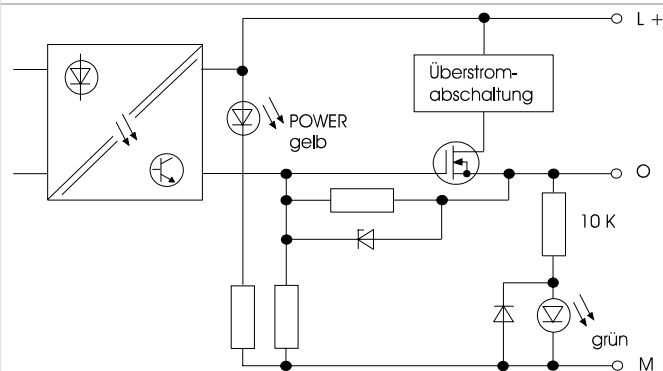 L +
Überstrom-
abschaltung
POWER
gelb
O
10 K
grün
M